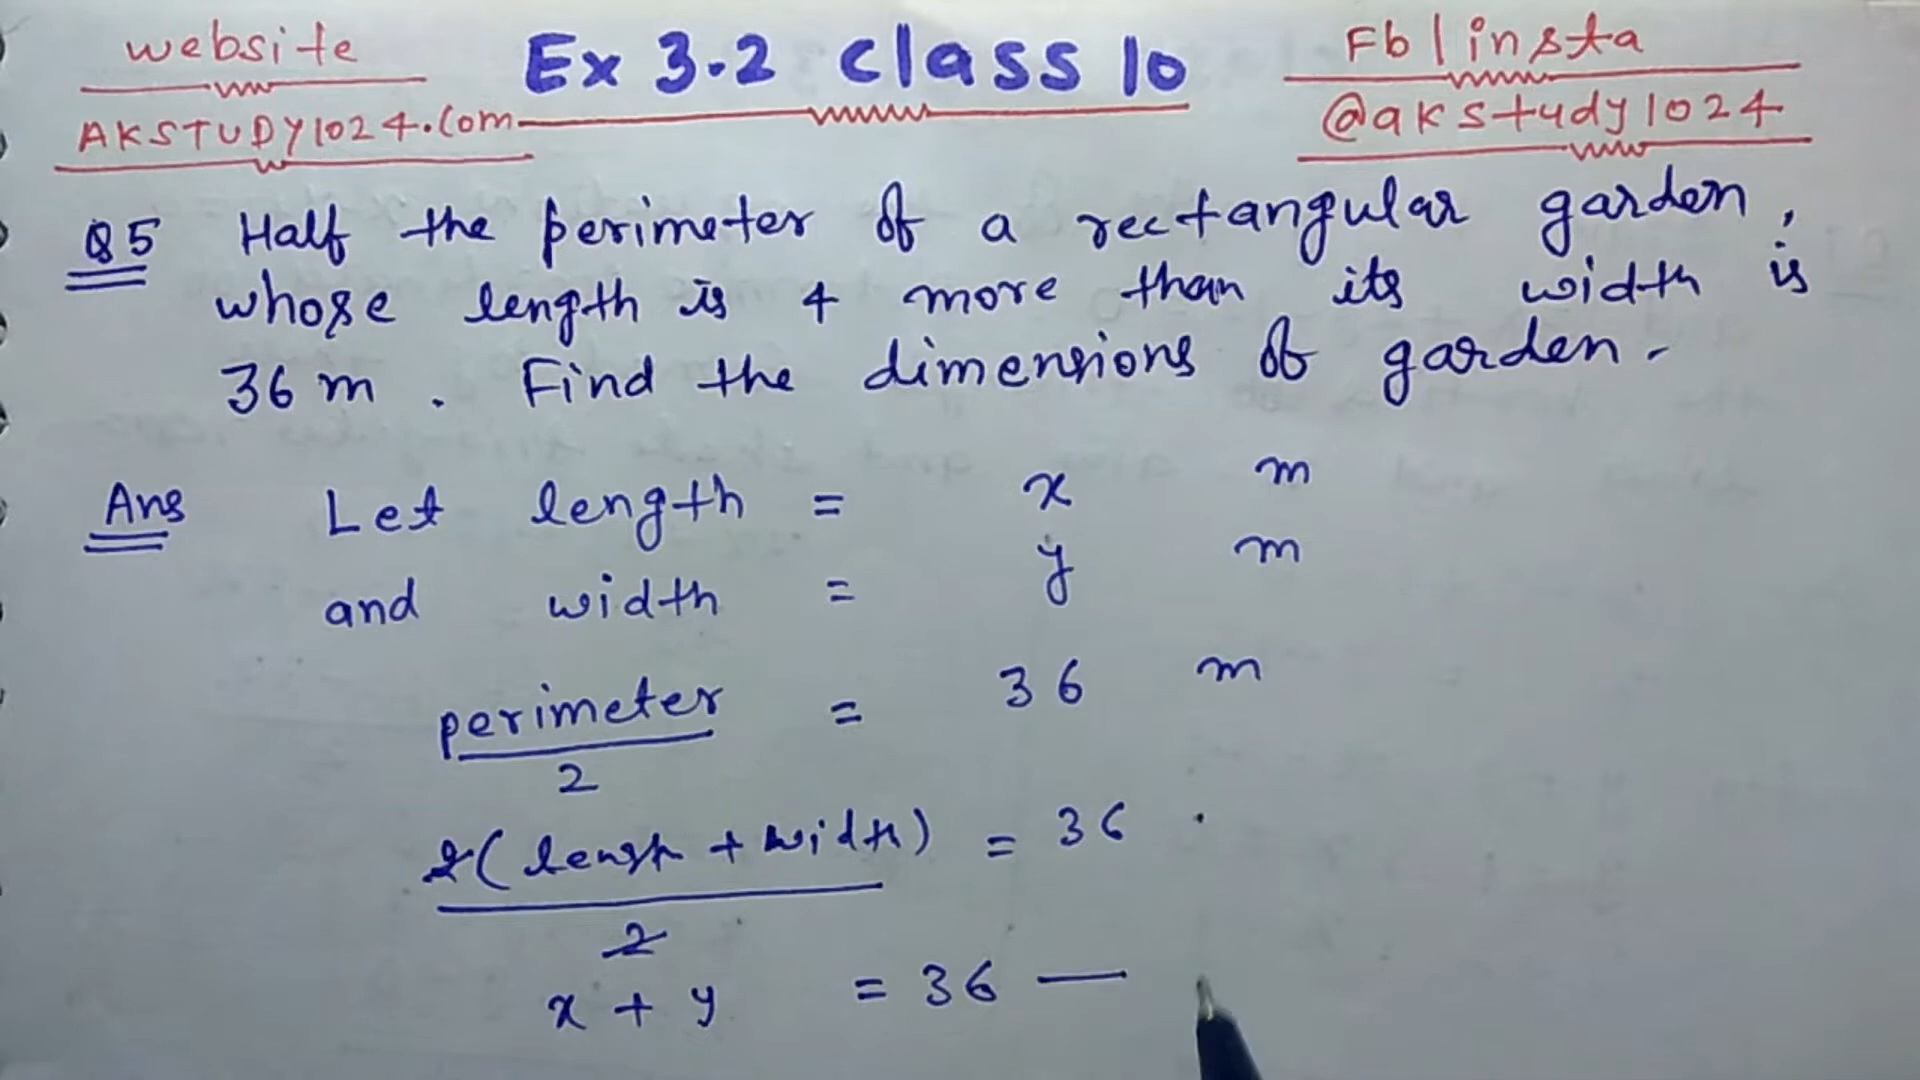 website
AKSTUDY1024.com
Ex 3.2 class 10
Fb | insta
@akstudy1024
Q5 Half the perimeter of a rectangular garden,
whose length is 4 more than its width is
36 m . Find the dimensions of garden.
Ans Let length = x m
and width = y m
perimeter/2 = 36 m
2(length + width)/2 = 36 .
x + y = 36 —